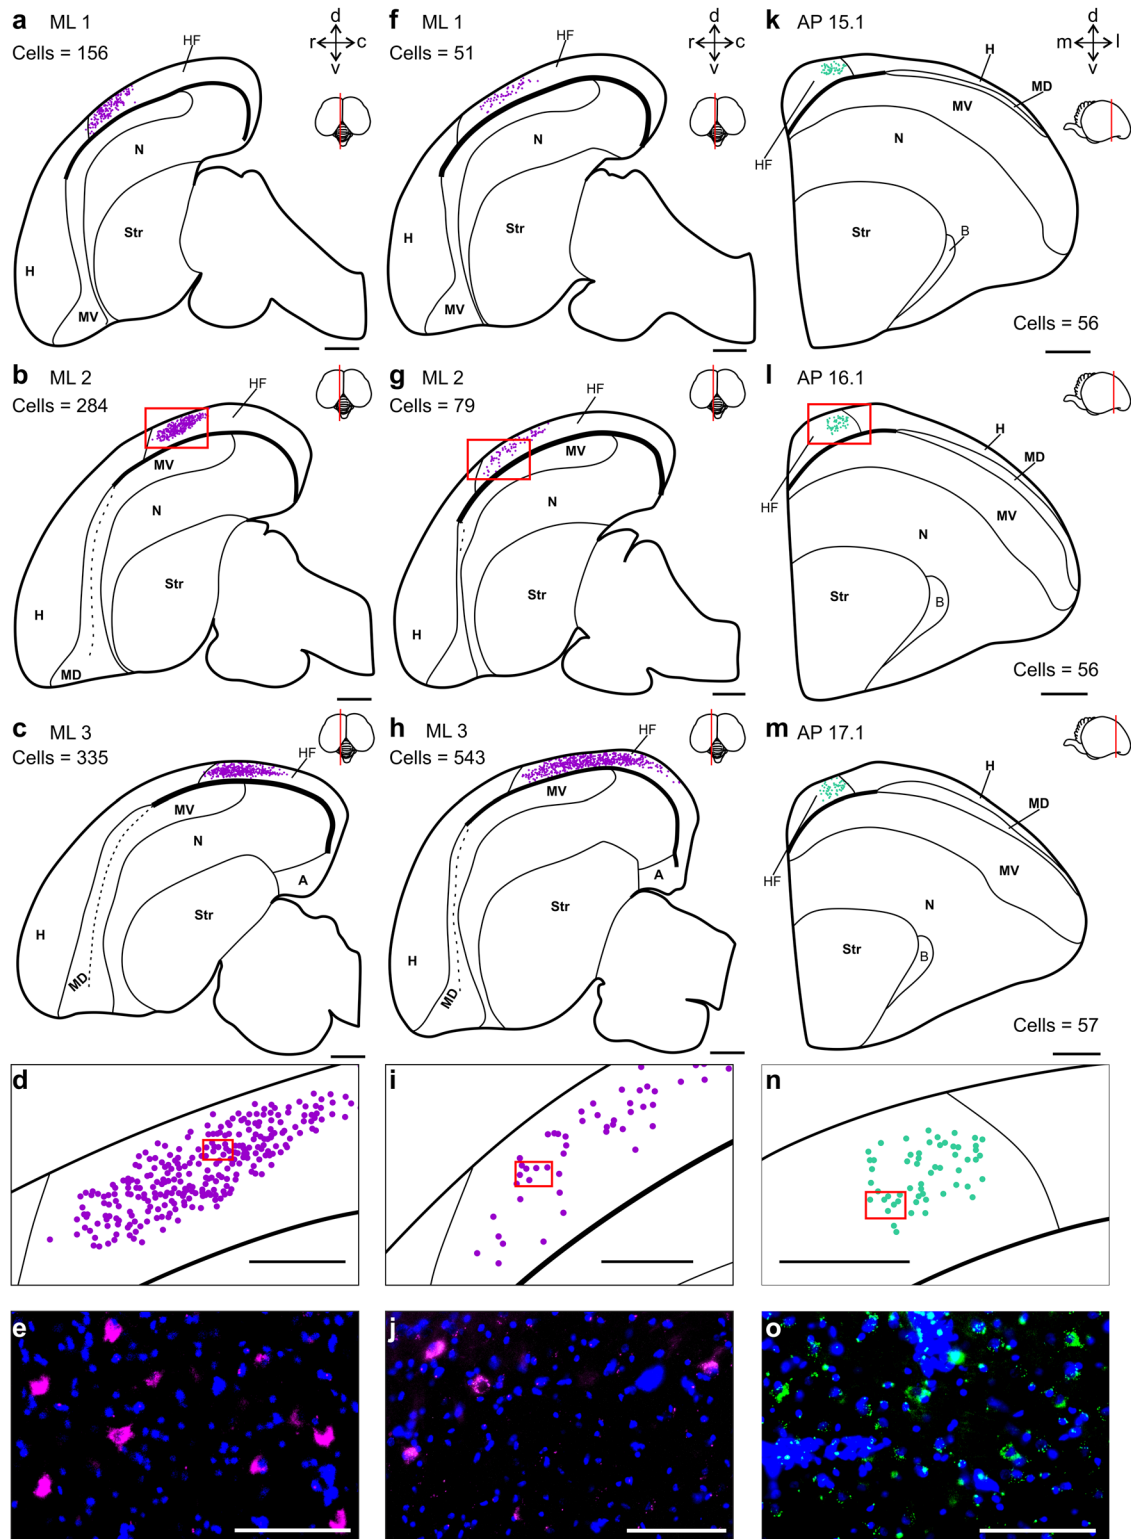 a ML 1
Cells = 156
HF
d
r c
v
N
Str
H
MV
f ML 1
Cells = 51
HF
d
r c
v
N
Str
H
MV
k AP 15.1
d
m l
v
H
MD
MV
N
HF
Str
B
Cells = 56
b ML 2
Cells = 284
HF
MV
N
Str
H
MD
g ML 2
Cells = 79
HF
MV
N
Str
H
l AP 16.1
H
MD
HF
MV
N
Str
B
Cells = 56
c ML 3
Cells = 335
HF
MV
N
A
Str
H
MD
h ML 3
Cells = 543
HF
MV
N
A
Str
H
MD
m AP 17.1
H
MD
HF
MV
N
Str
B
Cells = 57
d
i
n
e
j
o